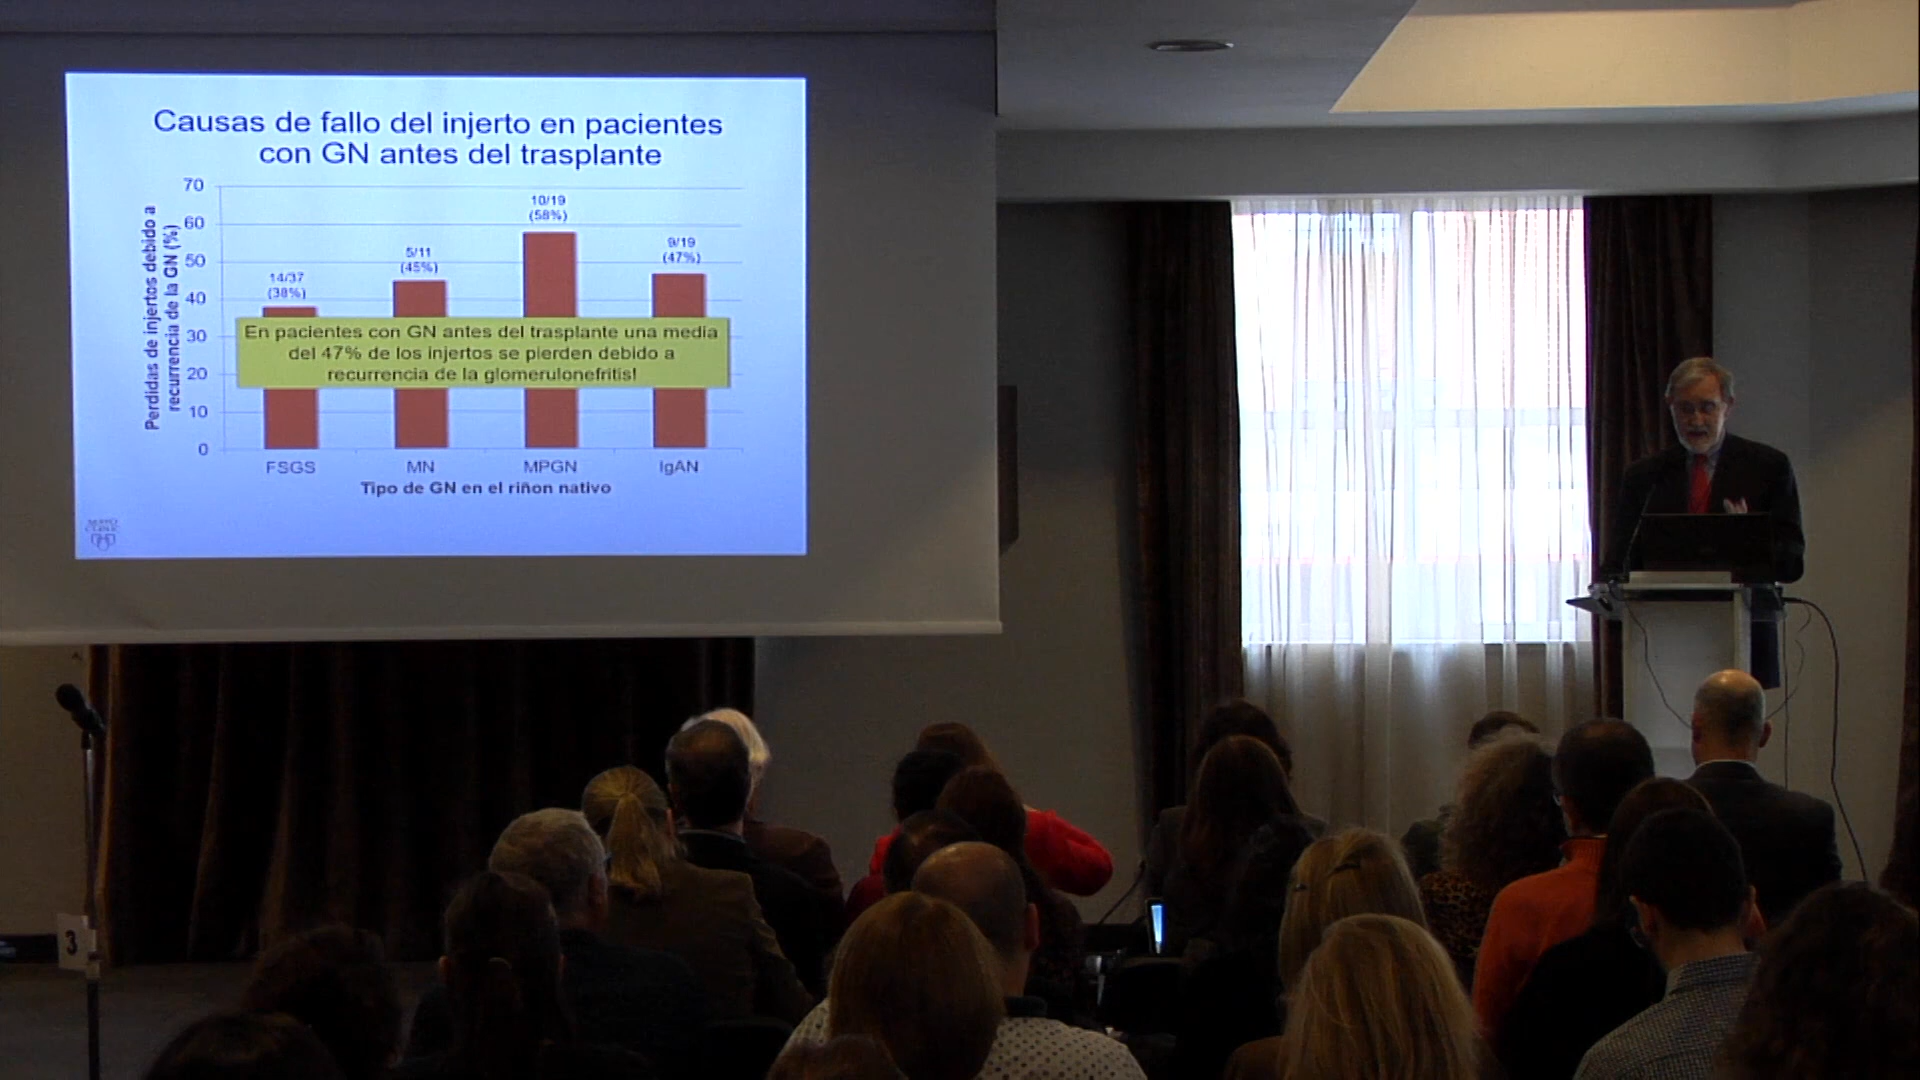 Causas de fallo del injerto en pacientes
con GN antes del trasplante
Perdidas de injertos debido a
recurrencia de la GN (%)
70
60
50
40
30
20
10
0
14/37
(38%)
5/11
(45%)
10/19
(58%)
9/19
(47%)
En pacientes con GN antes del trasplante una media
del 47% de los injertos se pierden debido a
recurrencia de la glomerulonefritis!
FSGS
MN
MPGN
IgAN
Tipo de GN en el riñon nativo
MAYO
CLINIC
3